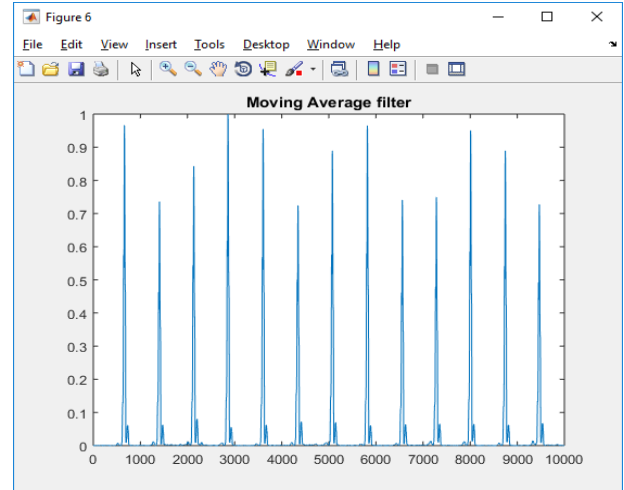 Figure 6
File Edit View Insert Tools Desktop Window Help
Moving Average filter
1
0.9
0.8
0.7
0.6
0.5
0.4
0.3
0.2
0.1
0
0 1000 2000 3000 4000 5000 6000 7000 8000 9000 10000